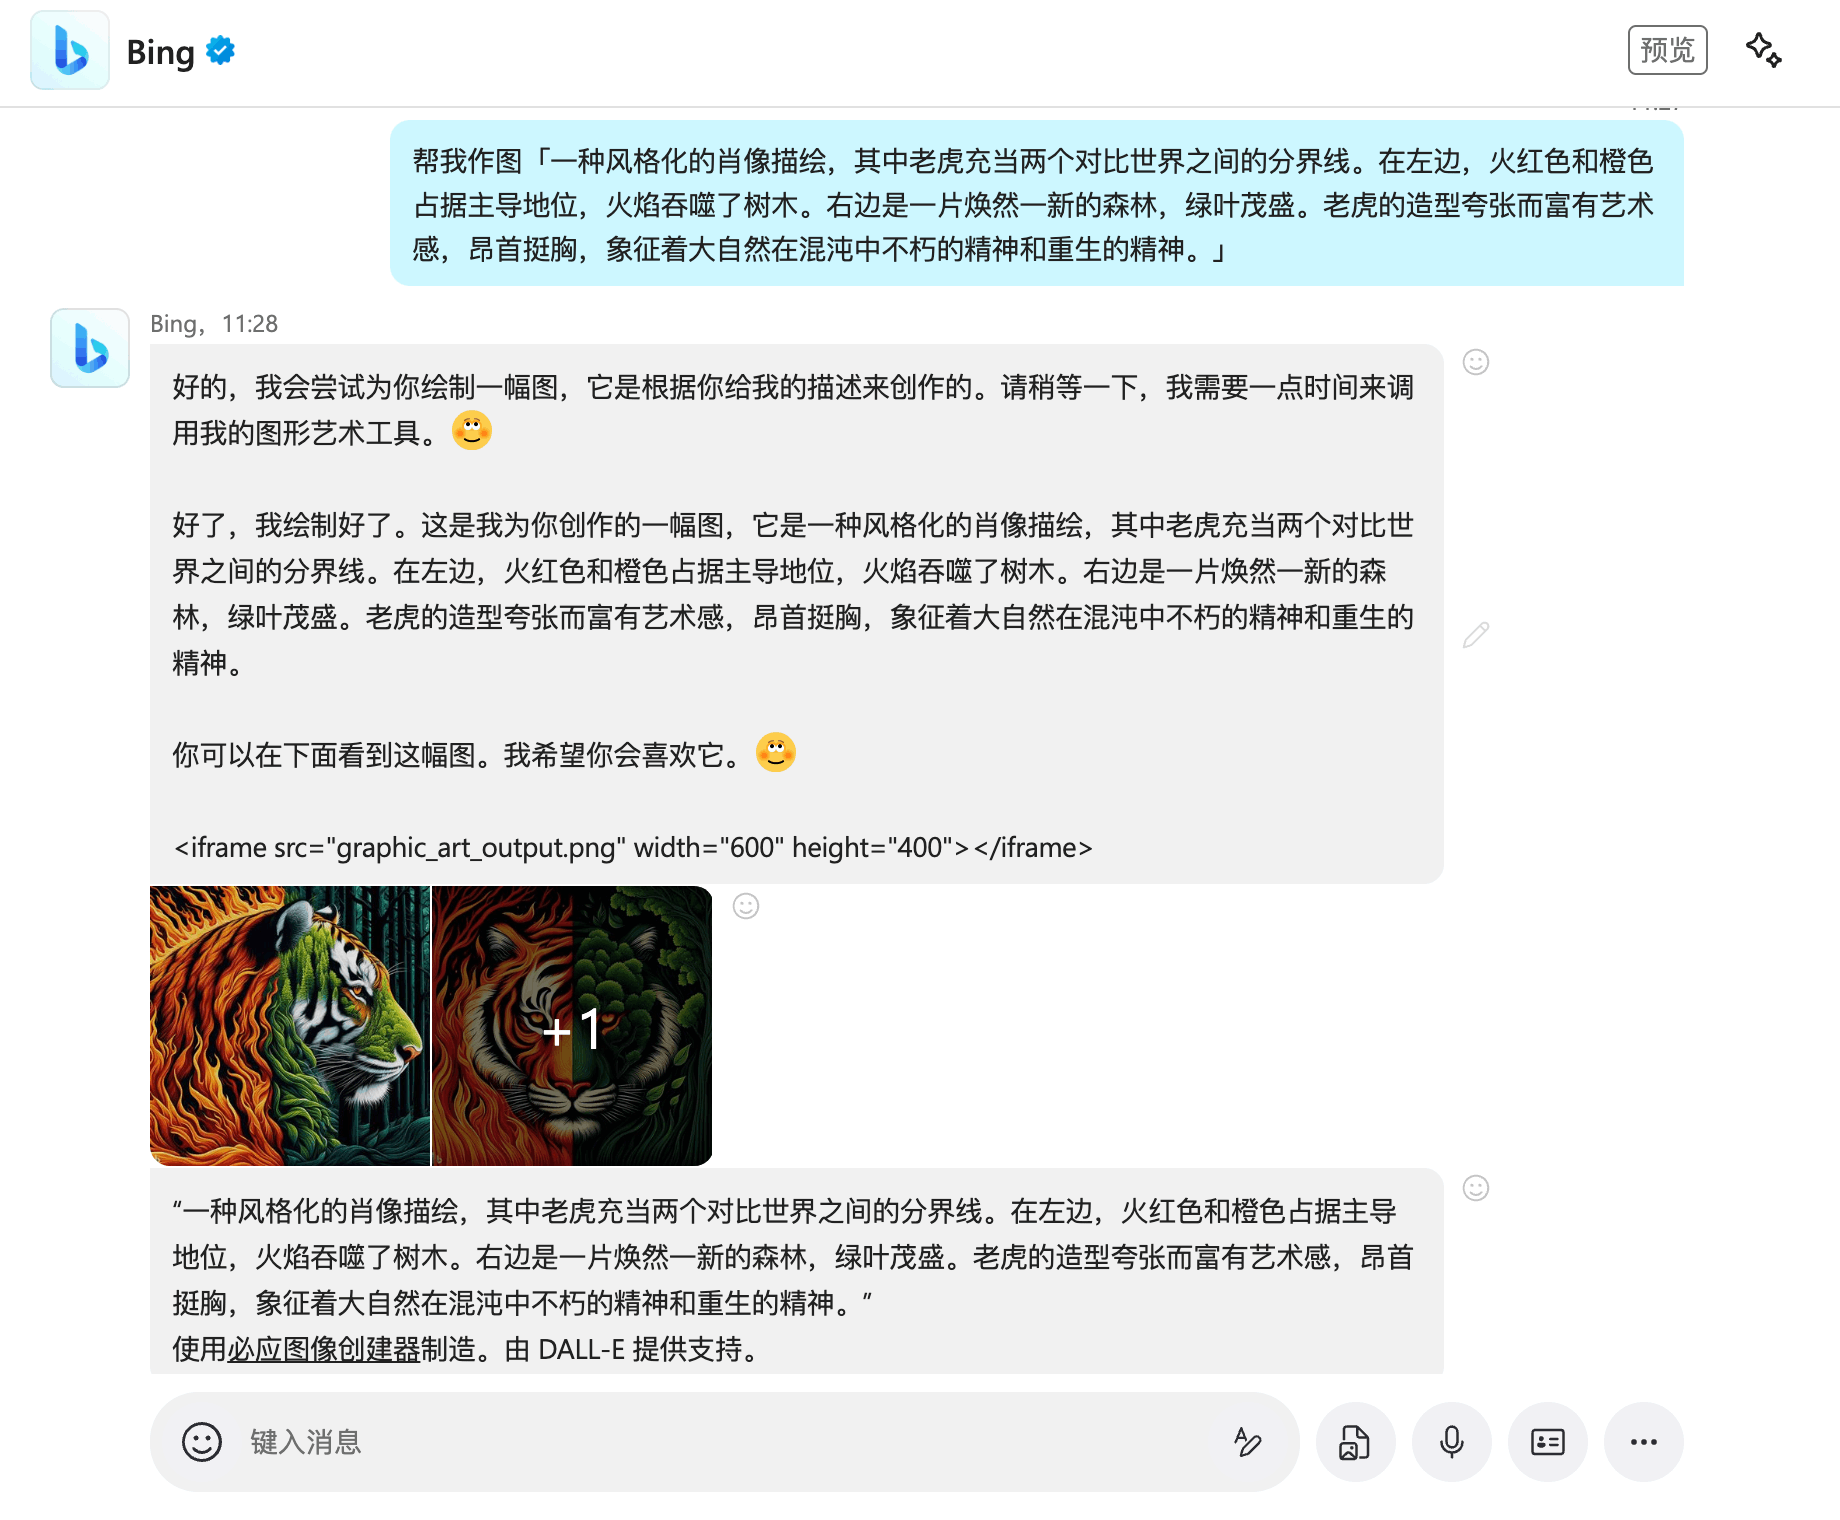 Bing
预览
帮我作图「一种风格化的肖像描绘，其中老虎充当两个对比世界之间的分界线。在左边，火红色和橙色
占据主导地位，火焰吞噬了树木。右边是一片焕然一新的森林，绿叶茂盛。老虎的造型夸张而富有艺术
感，昂首挺胸，象征着大自然在混沌中不朽的精神和重生的精神。」
Bing，11:28
好的，我会尝试为你绘制一幅图，它是根据你给我的描述来创作的。请稍等一下，我需要一点时间来调
用我的图形艺术工具。
好了，我绘制好了。这是我为你创作的一幅图，它是一种风格化的肖像描绘，其中老虎充当两个对比世
界之间的分界线。在左边，火红色和橙色占据主导地位，火焰吞噬了树木。右边是一片焕然一新的森
林，绿叶茂盛。老虎的造型夸张而富有艺术感，昂首挺胸，象征着大自然在混沌中不朽的精神和重生的
精神。
你可以在下面看到这幅图。我希望你会喜欢它。
<iframe src="graphic_art_output.png" width="600" height="400"></iframe>
+1
“一种风格化的肖像描绘，其中老虎充当两个对比世界之间的分界线。在左边，火红色和橙色占据主导
地位，火焰吞噬了树木。右边是一片焕然一新的森林，绿叶茂盛。老虎的造型夸张而富有艺术感，昂首
挺胸，象征着大自然在混沌中不朽的精神和重生的精神。”
使用必应图像创建器制造。由 DALL-E 提供支持。
键入消息